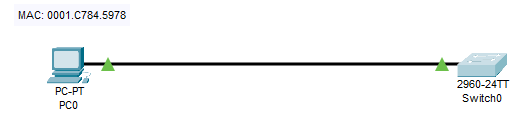 MAC: 0001.C784.5978
PC-PT
PC0
2960-24TT
Switch0